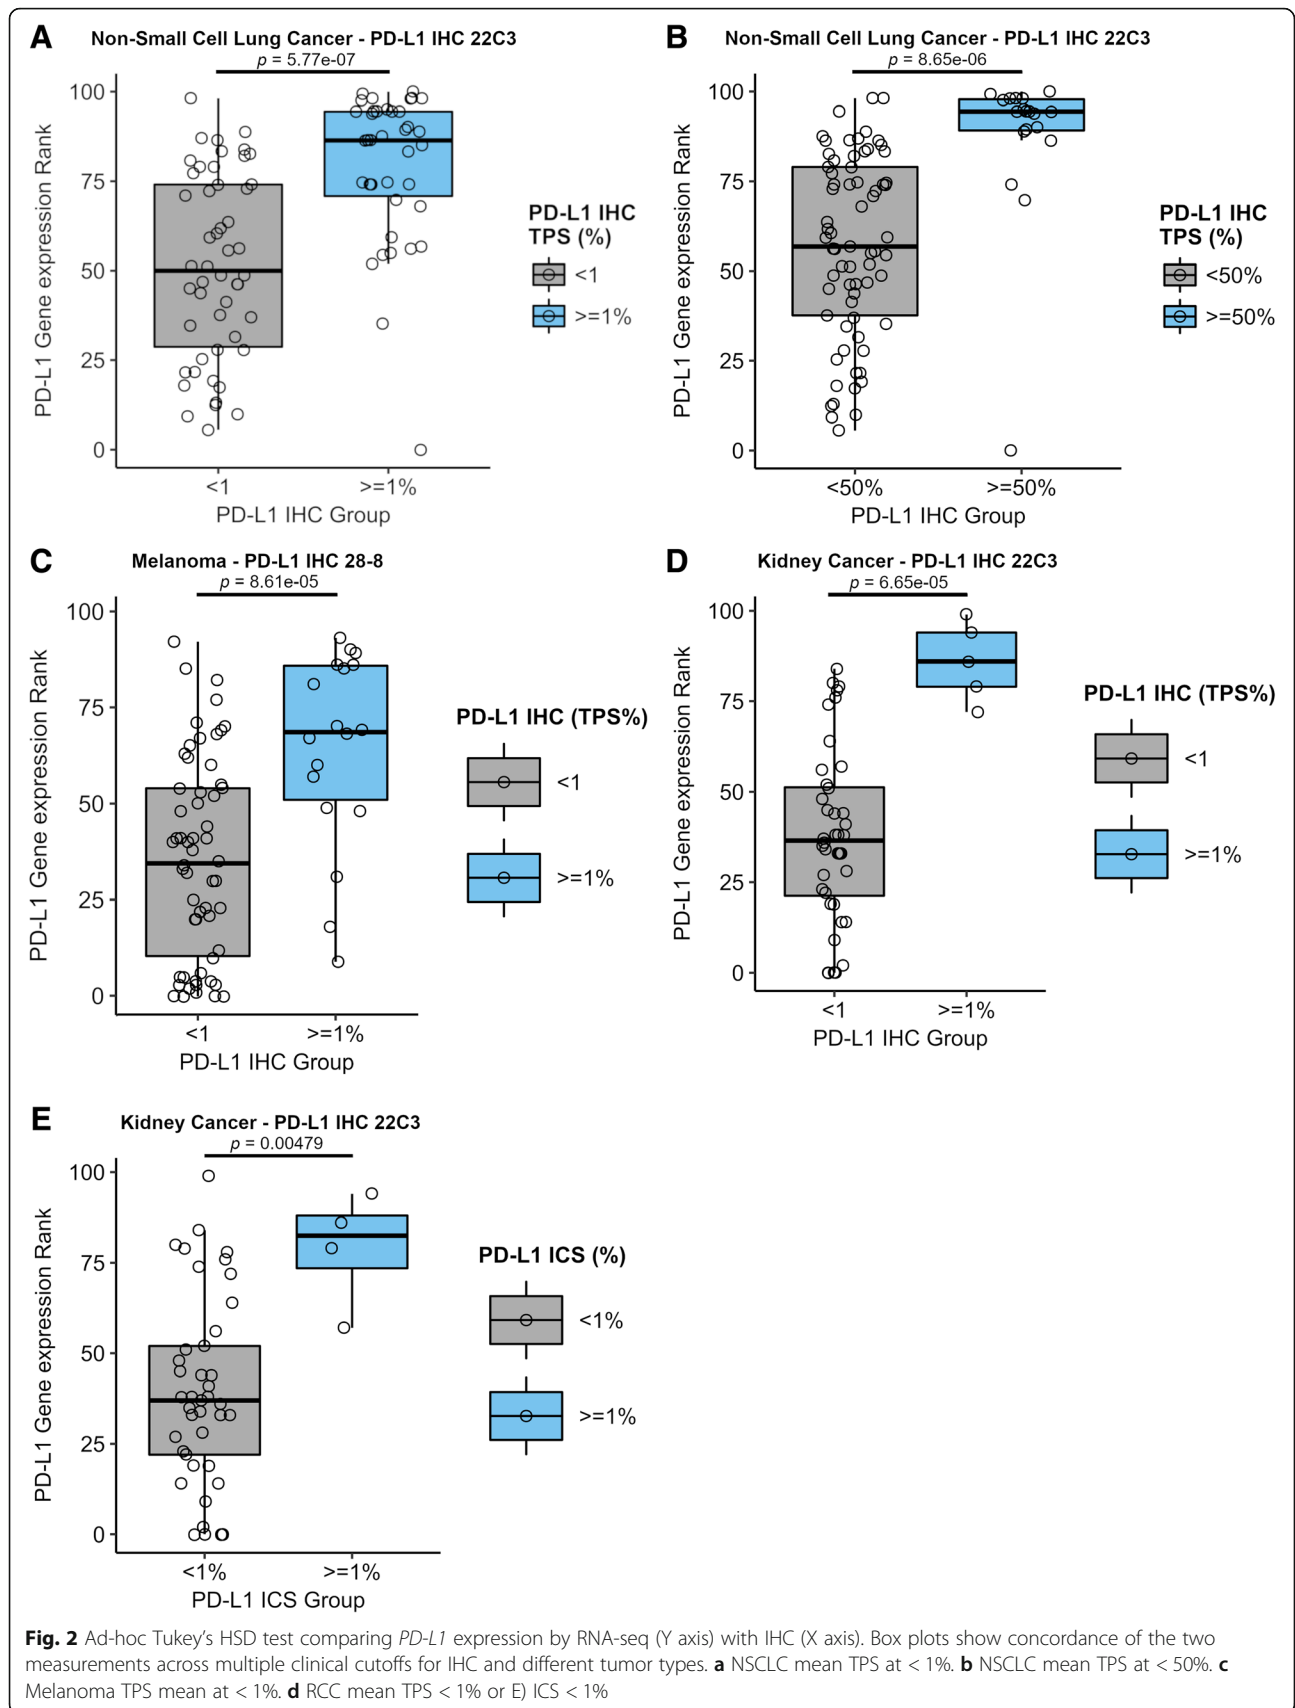 A
Non-Small Cell Lung Cancer - PD-L1 IHC 22C3
p = 5.77e-07
100
75
50
25
0
PD-L1 Gene expression Rank
<1
>=1%
PD-L1 IHC Group
PD-L1 IHC
TPS (%)
<1
>=1%
B
Non-Small Cell Lung Cancer - PD-L1 IHC 22C3
p = 8.65e-06
100
75
50
25
0
PD-L1 Gene expression Rank
<50%
>=50%
PD-L1 IHC Group
PD-L1 IHC
TPS (%)
<50%
>=50%
C
Melanoma - PD-L1 IHC 28-8
p = 8.61e-05
100
75
50
25
0
PD-L1 Gene expression Rank
<1
>=1%
PD-L1 IHC Group
PD-L1 IHC (TPS%)
<1
>=1%
D
Kidney Cancer - PD-L1 IHC 22C3
p = 6.65e-05
100
75
50
25
0
PD-L1 Gene expression Rank
<1
>=1%
PD-L1 IHC Group
PD-L1 IHC (TPS%)
<1
>=1%
E
Kidney Cancer - PD-L1 IHC 22C3
p = 0.00479
100
75
50
25
0
PD-L1 Gene expression Rank
<1%
>=1%
PD-L1 ICS Group
PD-L1 ICS (%)
<1%
>=1%
Fig. 2 Ad-hoc Tukey's HSD test comparing PD-L1 expression by RNA-seq (Y axis) with IHC (X axis). Box plots show concordance of the two
measurements across multiple clinical cutoffs for IHC and different tumor types. a NSCLC mean TPS at < 1%. b NSCLC mean TPS at < 50%. c
Melanoma TPS mean at < 1%. d RCC mean TPS < 1% or E) ICS < 1%